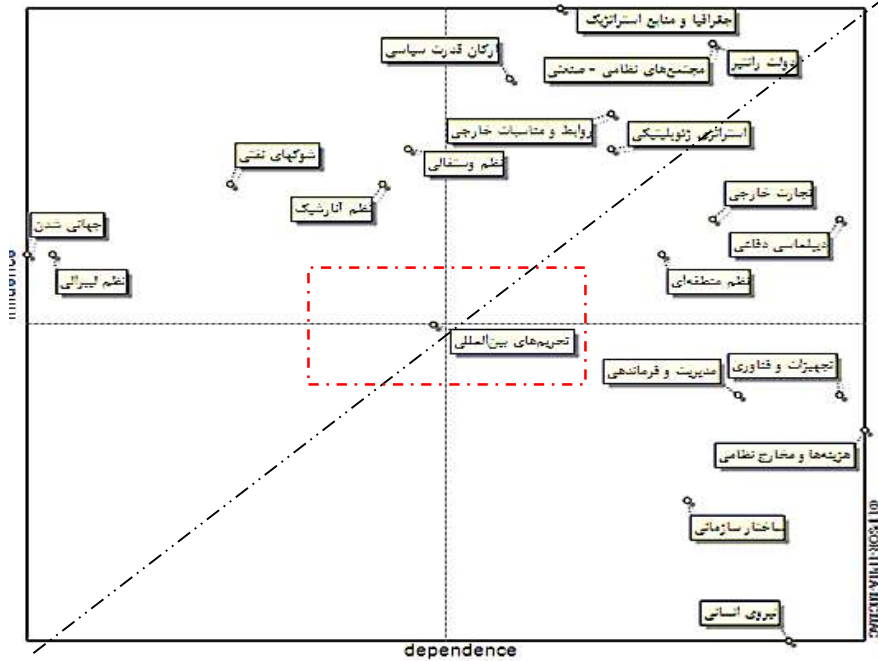 جغرافیا و منابع استراتژیک
ارکان قدرت سیاسی
دولت رانتیر
مجتمع‌های نظامی - صنعتی
روابط و مناسبات خارجی
استراتژی ژئوپلیتیکی
شوکهای نفتی
نظم وستفالی
تجارت خارجی
نظم آنارشیک
جهانی شدن
دیپلماسی دفاعی
نظم لیبرالی
نظم منطقه‌ای
influence
تحریم‌های بین‌المللی
تجهیزات و فناوری
مدیریت و فرماندهی
هزینه‌ها و مخارج نظامی
ساختار سازمانی
نیروی انسانی
dependence